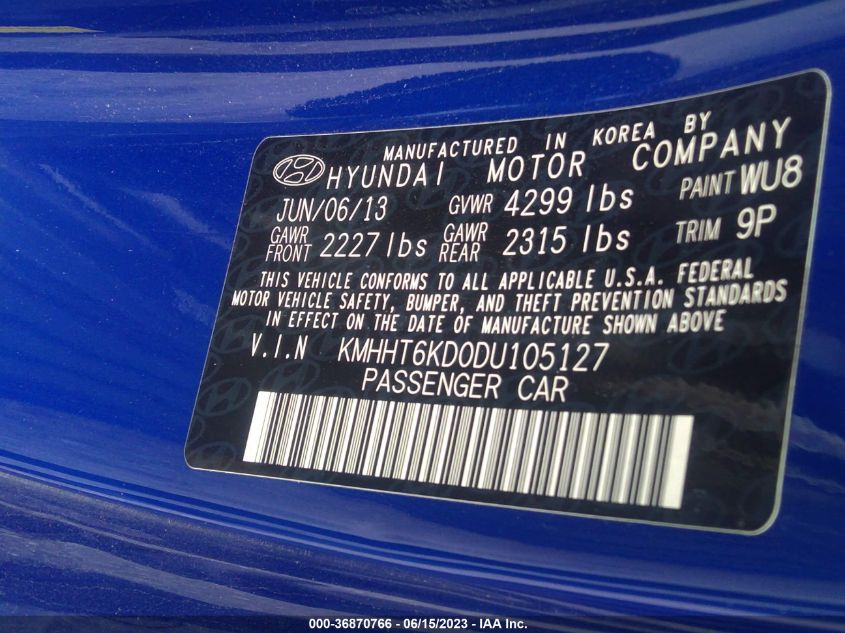 MANUFACTURED IN KOREA BY
HYUNDAI MOTOR COMPANY
JUN/06/13 GVWR 4299 lbs PAINT WU8
GAWR FRONT 2227 lbs GAWR REAR 2315 lbs TRIM 9P
THIS VEHICLE CONFORMS TO ALL APPLICABLE U.S.A. FEDERAL
MOTOR VEHICLE SAFETY, BUMPER, AND THEFT PREVENTION STANDARDS
IN EFFECT ON THE DATE OF MANUFACTURE SHOWN ABOVE
V.I.N KMHHT6KD0DU105127
PASSENGER CAR
000-36870766 - 06/15/2023 - IAA Inc.